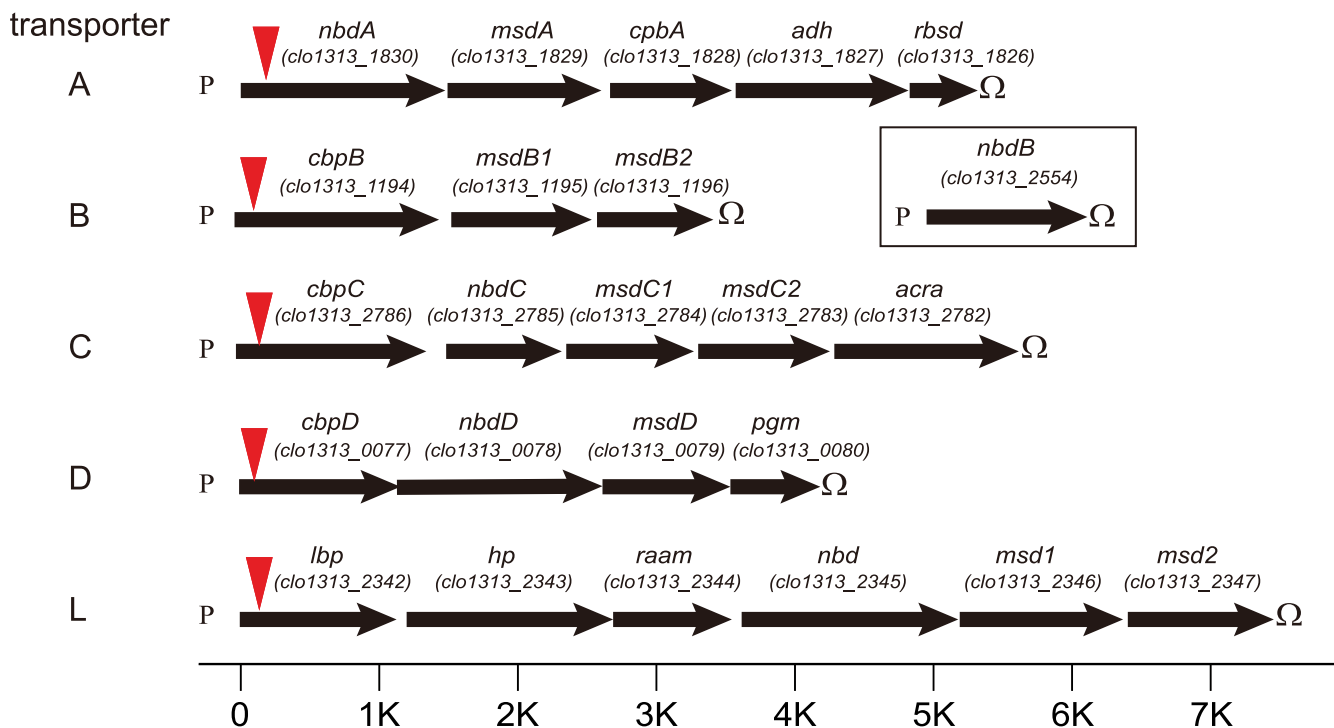 transporter
nbdA msdA cpbA adh rbsd
(clo1313_1830) (clo1313_1829) (clo1313_1828) (clo1313_1827) (clo1313_1826)
A P Ω
cbpB msdB1 msdB2
(clo1313_1194) (clo1313_1195) (clo1313_1196)
B P Ω
nbdB
(clo1313_2554)
P Ω
cbpC nbdC msdC1 msdC2 acra
(clo1313_2786) (clo1313_2785) (clo1313_2784) (clo1313_2783) (clo1313_2782)
C P Ω
cbpD nbdD msdD pgm
(clo1313_0077) (clo1313_0078) (clo1313_0079) (clo1313_0080)
D P Ω
lbp hp raam nbd msd1 msd2
(clo1313_2342) (clo1313_2343) (clo1313_2344) (clo1313_2345) (clo1313_2346) (clo1313_2347)
L P Ω
0 1K 2K 3K 4K 5K 6K 7K